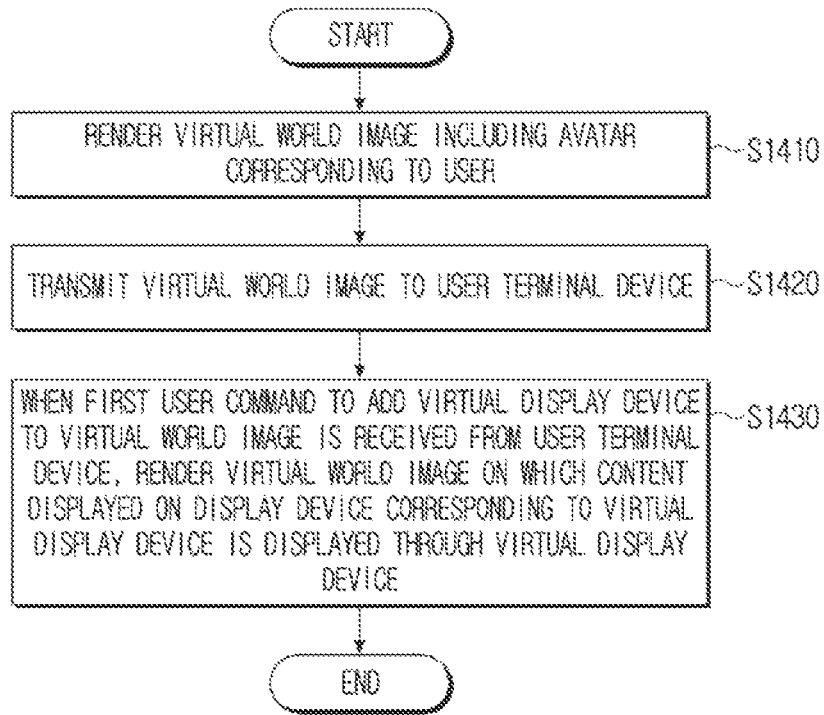 START
RENDER VIRTUAL WORLD IMAGE INCLUDING AVATAR
CORRESPONDING TO USER
S1410
TRANSMIT VIRTUAL WORLD IMAGE TO USER TERMINAL DEVICE
S1420
WHEN FIRST USER COMMAND TO ADD VIRTUAL DISPLAY DEVICE
TO VIRTUAL WORLD IMAGE IS RECEIVED FROM USER TERMINAL
DEVICE, RENDER VIRTUAL WORLD IMAGE ON WHICH CONTENT
DISPLAYED ON DISPLAY DEVICE CORRESPONDING TO VIRTUAL
DISPLAY DEVICE IS DISPLAYED THROUGH VIRTUAL DISPLAY
DEVICE
S1430
END